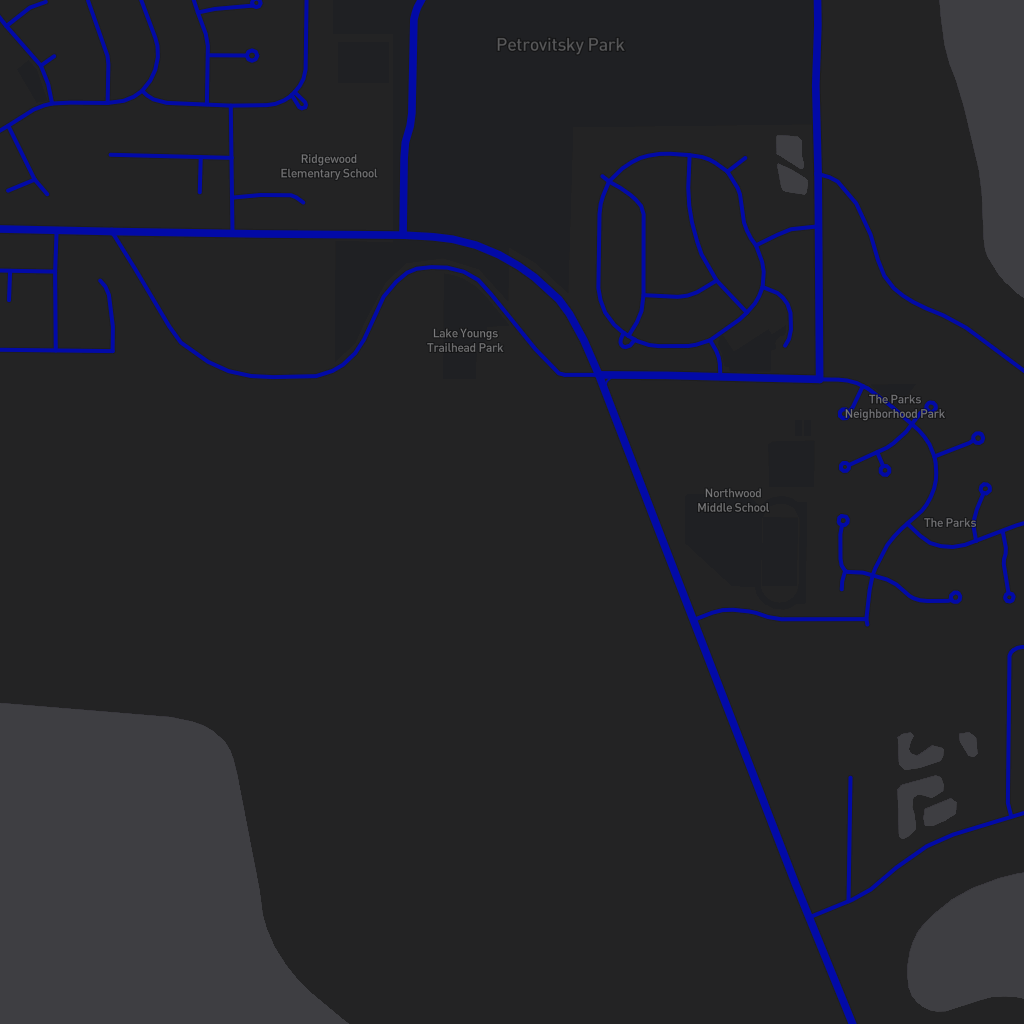 Petrovitsky Park
Ridgewood
Elementary School
Lake Youngs
Trailhead Park
The Parks
Neighborhood Park
Northwood
Middle School
The Parks